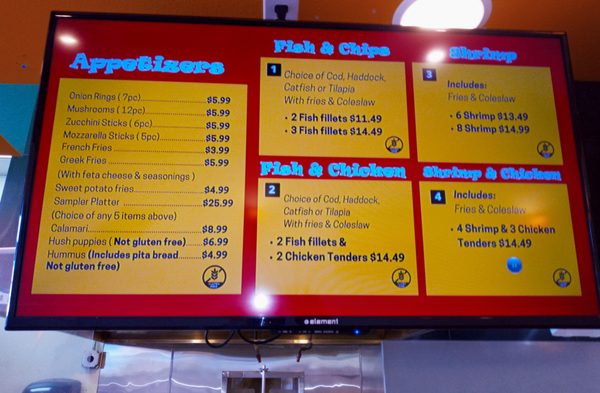 Appetizers
Onion Rings ( 7pc)..............$5.99
Mushrooms ( 12pc)..............$5.99
Zucchini Sticks ( 6pc)..............$5.99
Mozzarella Sticks ( 5pc)..............$5.99
French Fries..............$3.99
Greek Fries..............$5.99
(With feta cheese & seasonings )
Sweet potato fries..............$4.99
Sampler Platter ..............$25.99
(Choice of any 5 items above)
Calamari..............$8.99
Hush puppies ( Not gluten free)......$6.99
Hummus (Includes pita bread......$4.99
Not gluten free)
Fish & Chips
1
Choice of Cod, Haddock,
Catfish or Tilapia
With fries & Coleslaw
• 2 Fish fillets $11.49
• 3 Fish fillets $14.49
Fish & Chicken
2
Choice of Cod, Haddock,
Catfish or Tilapia
With fries & Coleslaw
• 2 Fish fillets &
• 2 Chicken Tenders $14.49
Shrimp
3
Includes:
Fries & Coleslaw
• 6 Shrimp $13.49
• 8 Shrimp $14.99
Shrimp & Chicken
4
Includes:
Fries & Coleslaw
• 4 Shrimp & 3 Chicken
Tenders $14.49
element